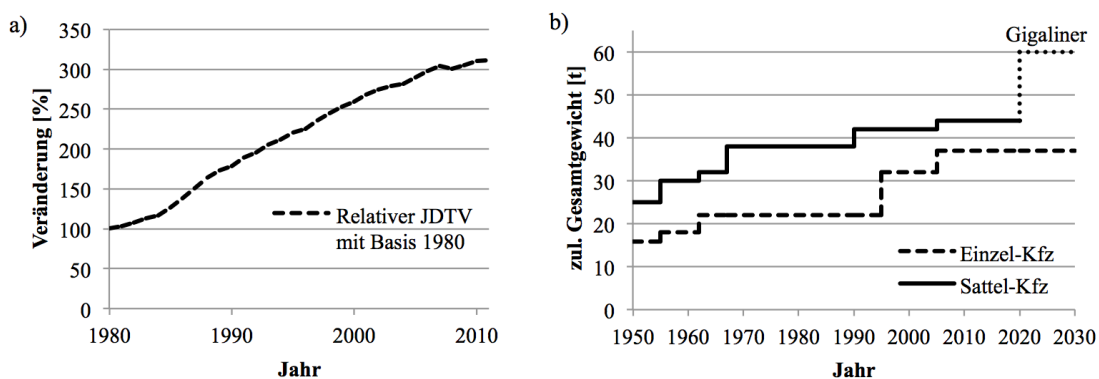 a)
Veränderung [%]
350
300
250
200
150
100
50
0
1980
1990
2000
2010
Jahr
Relativer JDTV
mit Basis 1980
b)
zul. Gesamtgewicht [t]
60
50
40
30
20
10
0
1950
1960
1970
1980
1990
2000
2010
2020
2030
Jahr
Gigaliner
Einzel-Kfz
Sattel-Kfz